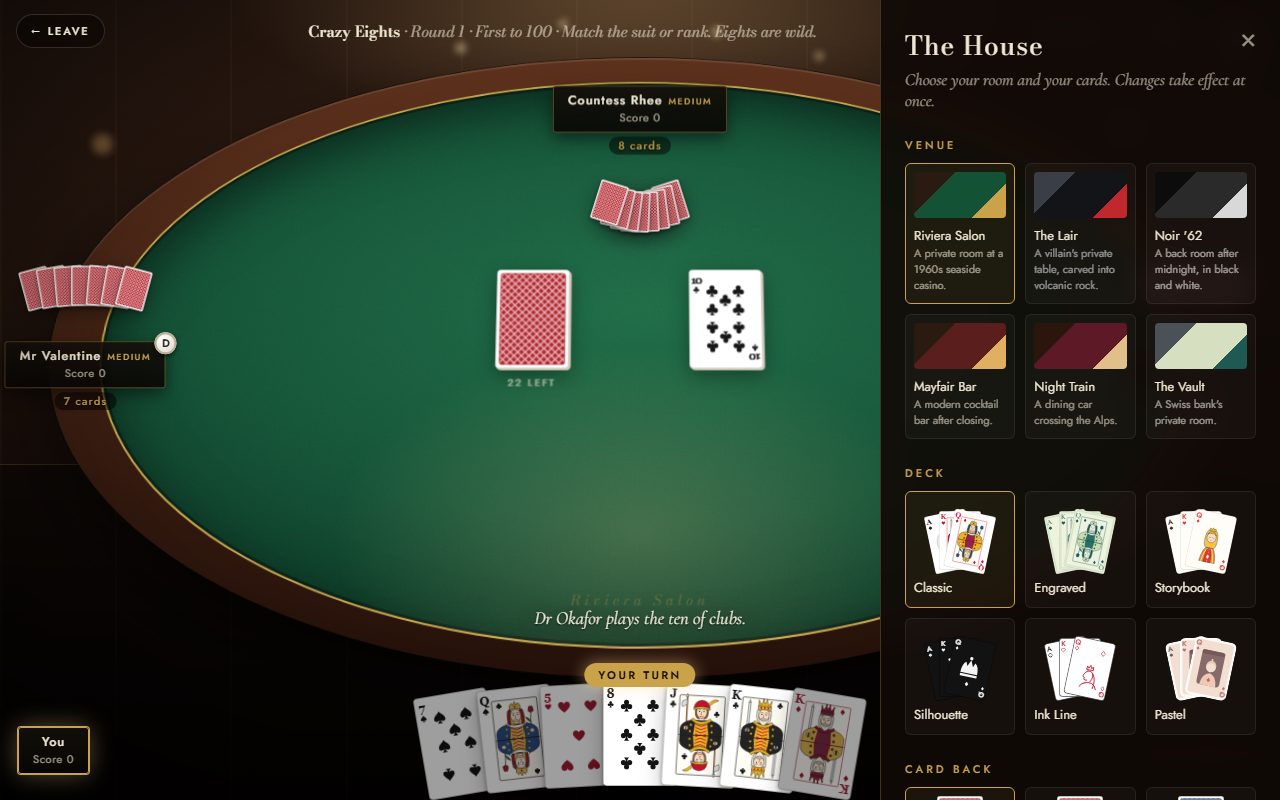 ← LEAVE
Crazy Eights · Round 1 · First to 100 · Match the suit or rank. Eights are wild.
Countess Rhee MEDIUM
Score 0
8 cards
Mr Valentine MEDIUM
D
Score 0
7 cards
22 LEFT
10
10
Riviera Salon
Dr Okafor plays the ten of clubs.
YOUR TURN
7
Q
5
8
J
K
K
K
You
Score 0
The House
×
Choose your room and your cards. Changes take effect at
once.
VENUE
Riviera Salon
A private room at a
1960s seaside
casino.
The Lair
A villain's private
table, carved into
volcanic rock.
Noir '62
A back room after
midnight, in black
and white.
Mayfair Bar
A modern cocktail
bar after closing.
Night Train
A dining car
crossing the Alps.
The Vault
A Swiss bank's
private room.
DECK
A K Q
Classic
A K Q
Engraved
A K Q
Storybook
A K Q
Silhouette
A K Q
Ink Line
A K Q
Pastel
CARD BACK